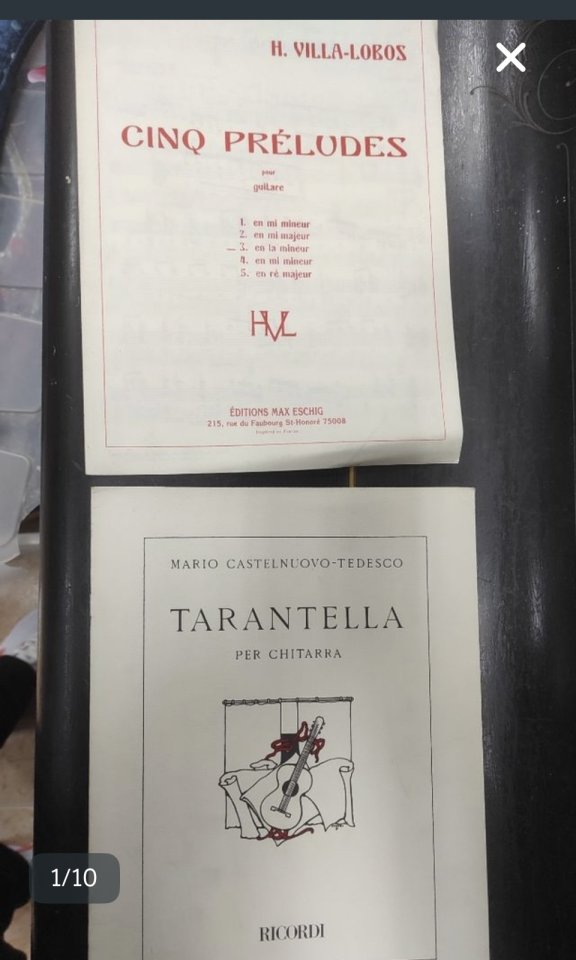 H. VILLA-LOBOS
CINQ PRÉLUDES
pour
guitare
1. en mi mineur
2. en mi majeur
3. en la mineur
4. en mi mineur
5. en ré majeur
HVL
ÉDITIONS MAX ESCHIG
215, rue du Faubourg St-Honoré 75008
MARIO CASTELNUOVO-TEDESCO
TARANTELLA
PER CHITARRA
1/10
RICORDI